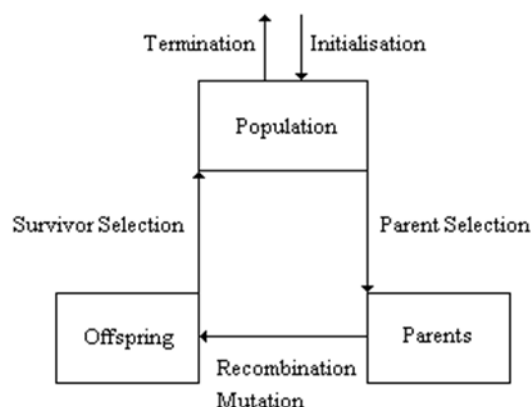 Termination
Initialisation
Population
Survivor Selection
Parent Selection
Offspring
Parents
Recombination
Mutation